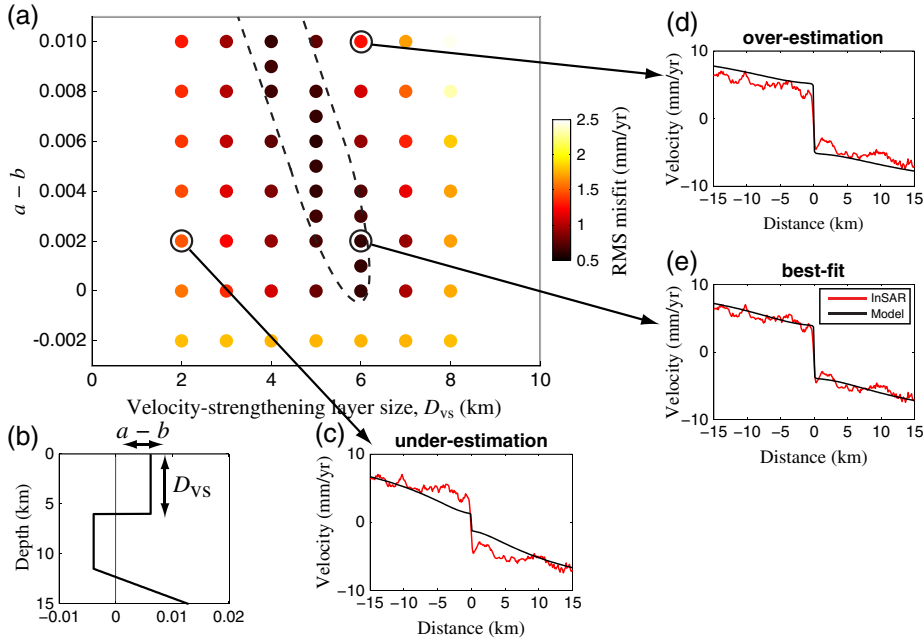 (a)
0.010
0.008
0.006
0.004
0.002
0
-0.002
a – b
0 2 4 6 8 10
Velocity-strengthening layer size, Dvs (km)
2.5
2
1.5
1
0.5
RMS misfit (mm/yr)
(d)
over-estimation
10
0
−10
Velocity (mm/yr)
−15 −10 −5 0 5 10 15
Distance (km)
(e)
best-fit
InSAR
Model
10
0
−10
Velocity (mm/yr)
−15 −10 −5 0 5 10 15
Distance (km)
(b)
a – b
Dvs
0
5
10
15
Depth (km)
-0.01 0 0.01 0.02
(c)
under-estimation
10
0
−10
Velocity (mm/yr)
−15 −10 −5 0 5 10 15
Distance (km)